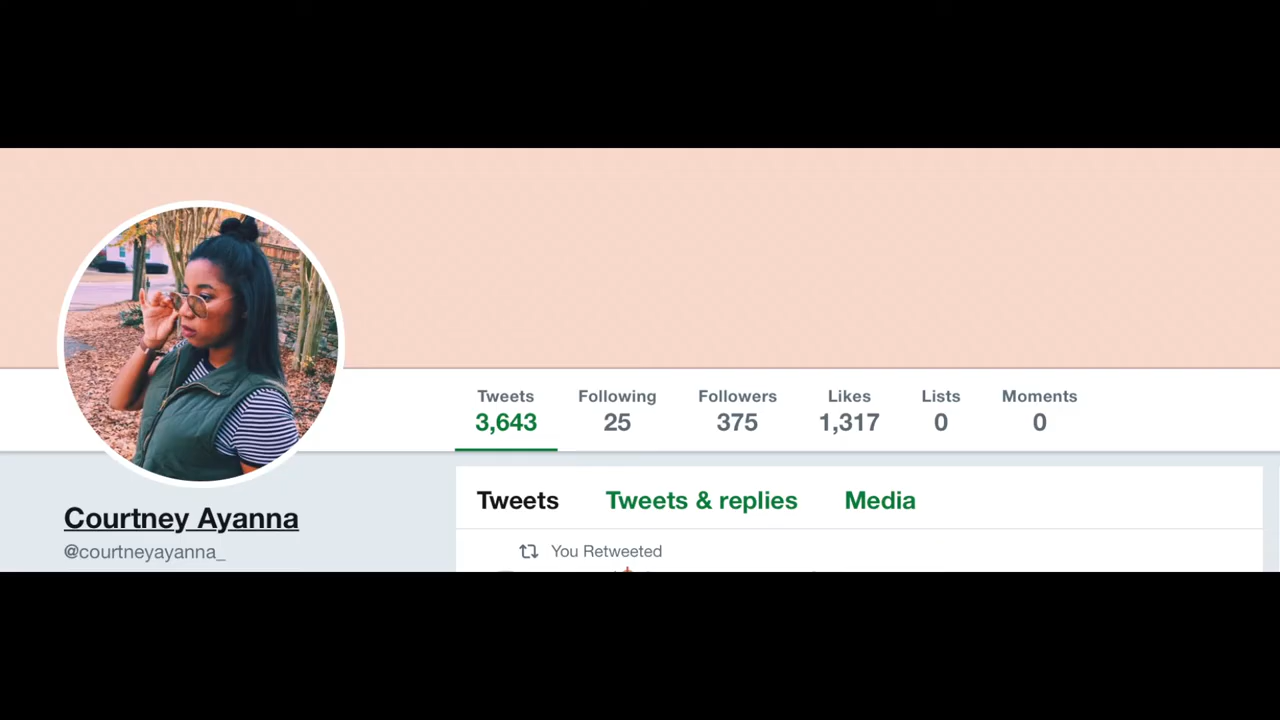 Tweets Following Followers Likes Lists Moments
3,643 25 375 1,317 0 0
Tweets Tweets & replies Media
Courtney Ayanna
You Retweeted
@courtneyayanna_